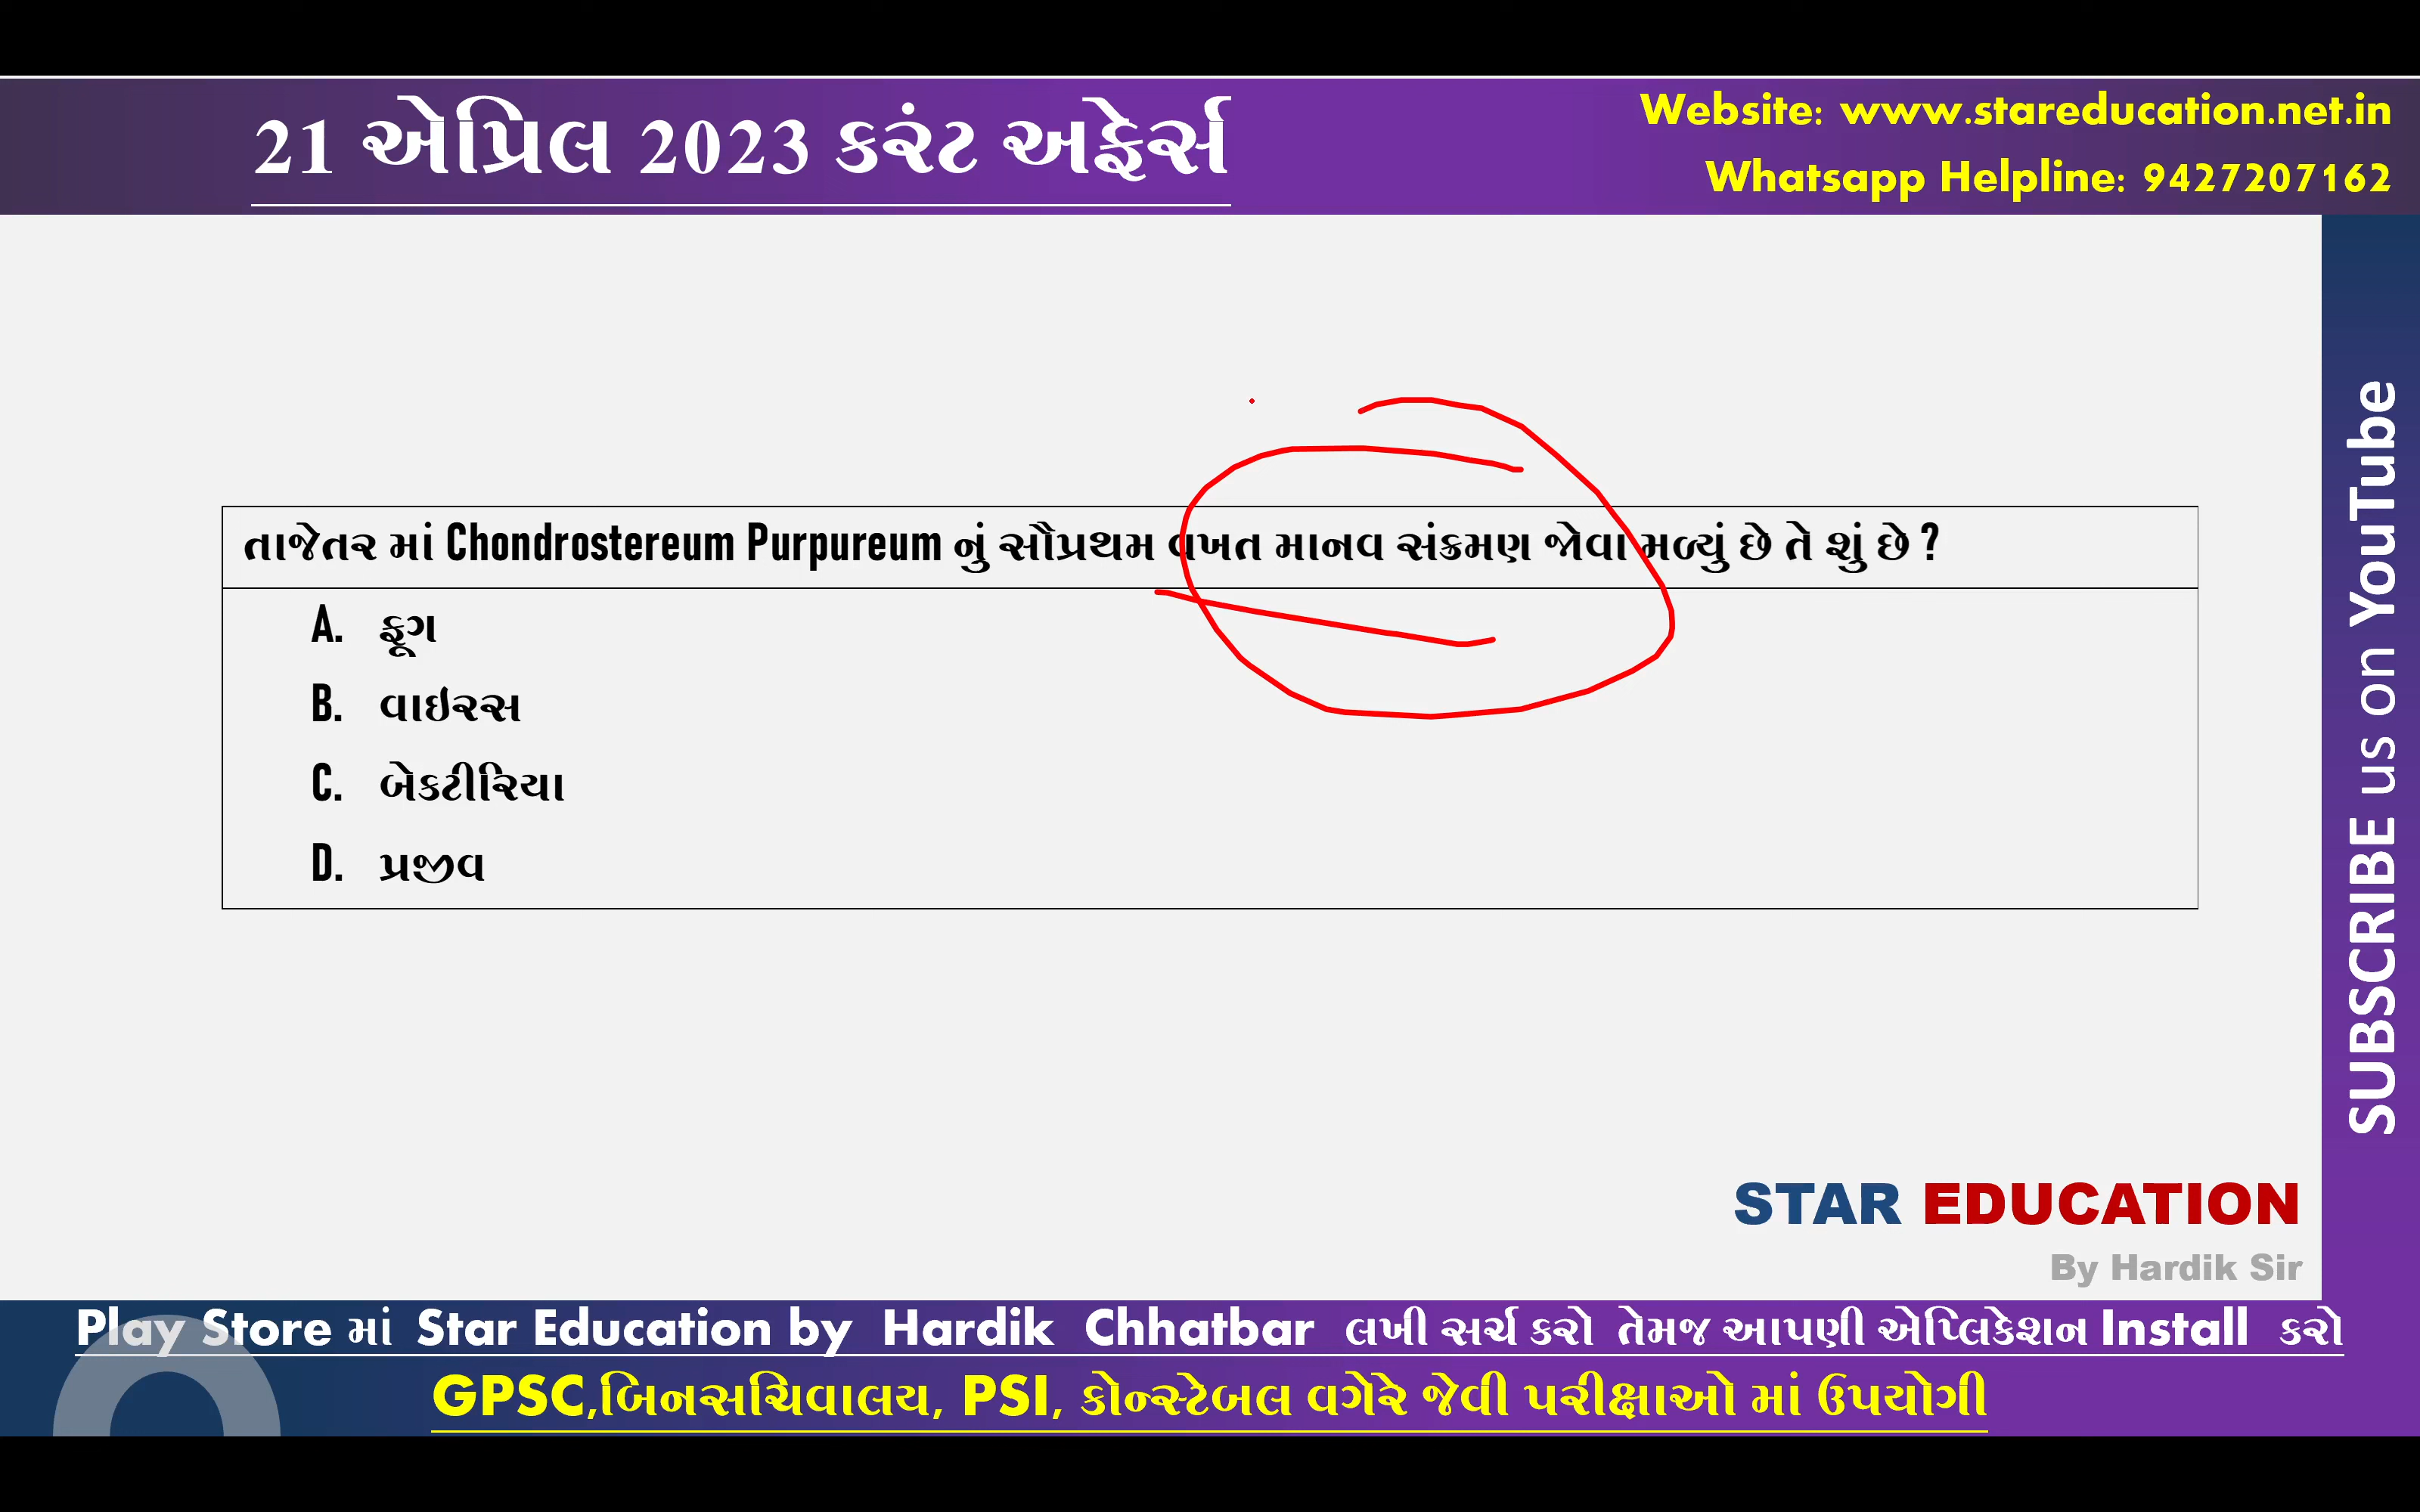 21 એપ્રિલ 2023 કરંટ અફેર્સ
Website: www.stareducation.net.in
Whatsapp Helpline: 9427207162
તાજેતર માં Chondrostereum Purpureum નું સૌપ્રથમ વખત માનવ સંક્રમણ જોવા મળ્યું છે તે શું છે ?
A. ફૂગ
B. વાઇરસ
C. બેકટીરિયા
D. પ્રજીવ
SUBSCRIBE us on YouTube
STAR EDUCATION
By Hardik Sir
Play Store માં Star Education by Hardik Chhatbar લખી સર્ચ કરો તેમજ આપણી એપ્લિકેશન Install કરો
GPSC,બિનસચિવાલય, PSI, કોન્સ્ટેબલ વગેરે જેવી પરીક્ષાઓ માં ઉપયોગી